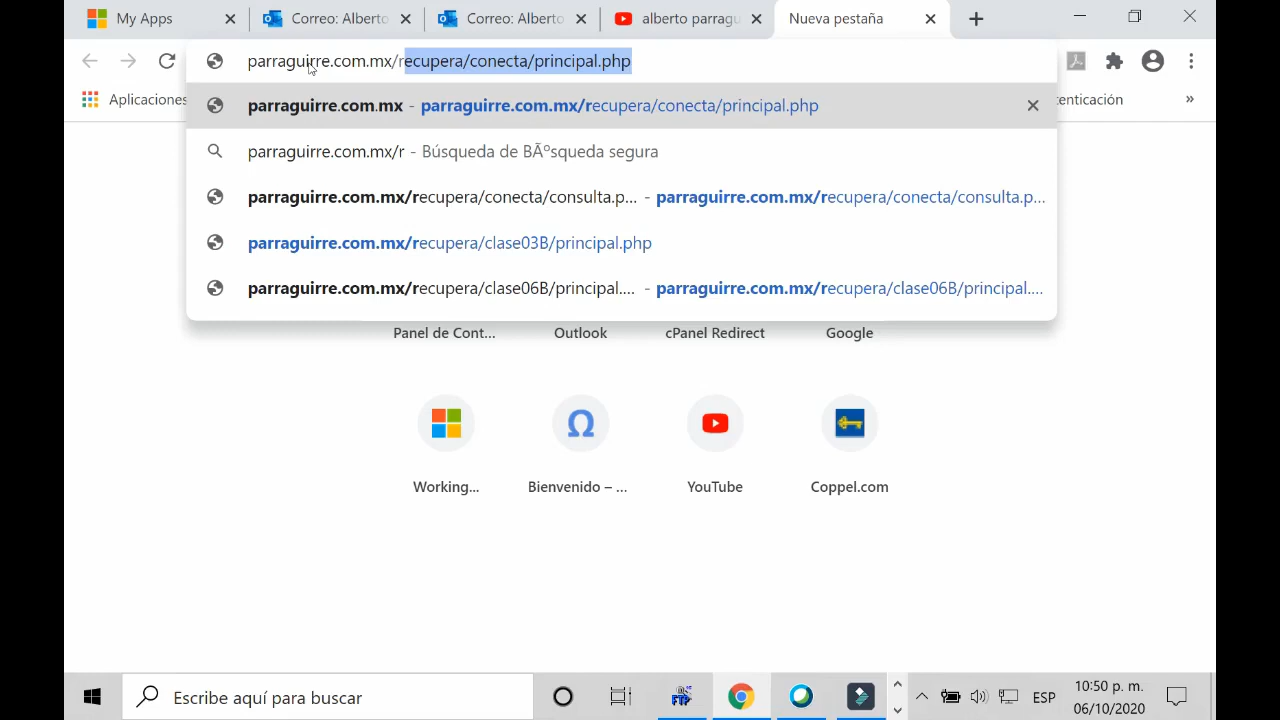 My Apps
Correo: Alberto
Correo: Alberto
alberto parragu
Nueva pestaña
parraguirre.com.mx/recupera/conecta/principal.php
Aplicaciones
enticación
»
parraguirre.com.mx - parraguirre.com.mx/recupera/conecta/principal.php
parraguirre.com.mx/r - Búsqueda de BÃºsqueda segura
parraguirre.com.mx/recupera/conecta/consulta.p... - parraguirre.com.mx/recupera/conecta/consulta.p...
parraguirre.com.mx/recupera/clase03B/principal.php
parraguirre.com.mx/recupera/clase06B/principal.... - parraguirre.com.mx/recupera/clase06B/principal....
Panel de Cont...
Outlook
cPanel Redirect
Google
Working...
Bienvenido – ...
YouTube
Coppel.com
Escribe aquí para buscar
ESP
10:50 p. m.
06/10/2020